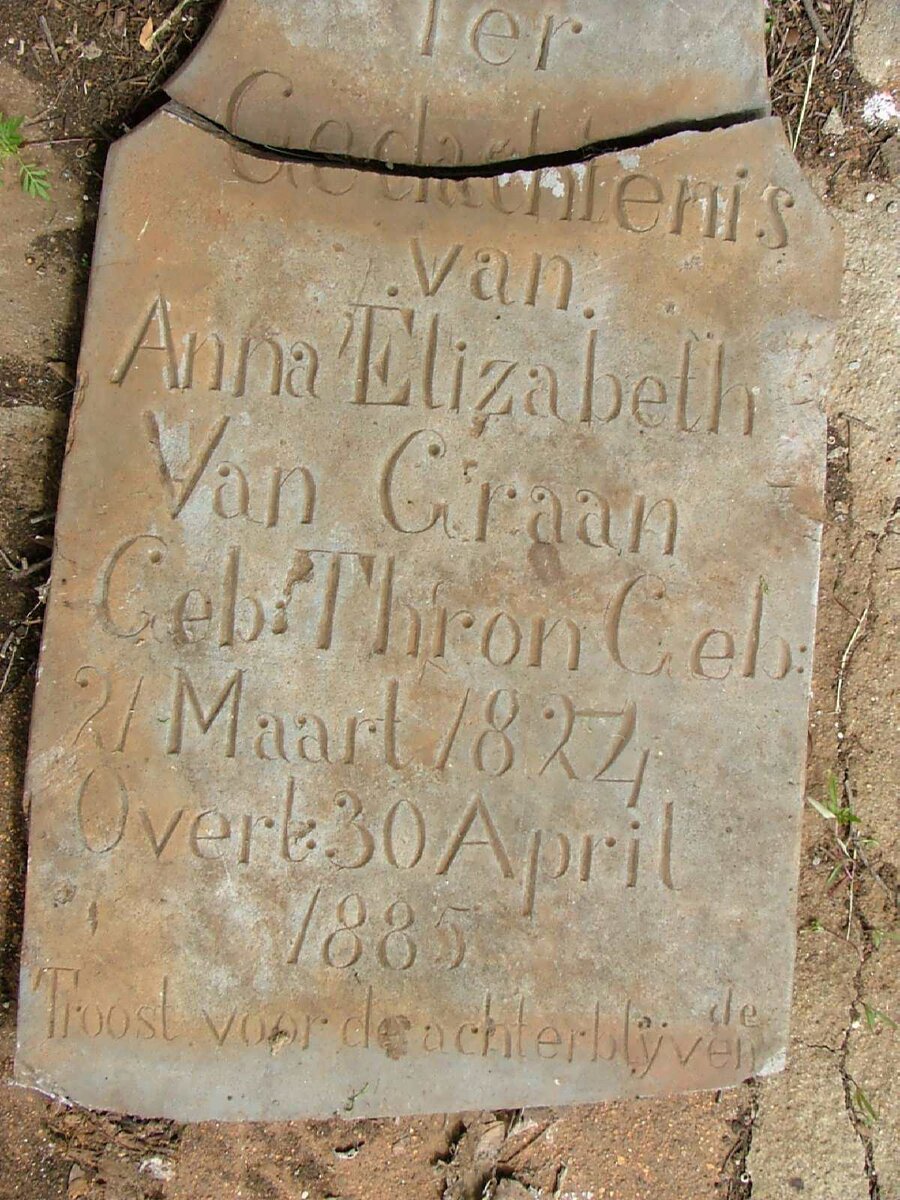 Ter
Gedachtenis
van
Anna Elizabeth
Van Graan
Geb: Thron Geb:
21 Maart 1824
Overl: 30 April
1885
Troost voor de achterblyvende